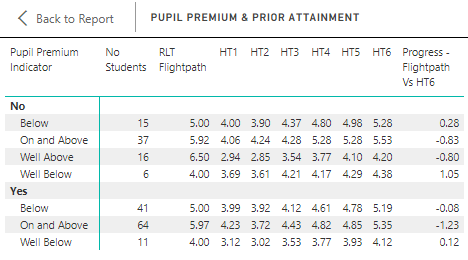 Back to Report PUPIL PREMIUM & PRIOR ATTAINMENT
Pupil Premium No RLT HT1 HT2 HT3 HT4 HT5 HT6 Progress -
Indicator Students Flightpath Flightpath
Vs HT6
No
Below 15 5.00 4.00 3.90 4.37 4.80 4.98 5.28 0.28
On and Above 37 5.92 4.06 4.24 4.28 5.28 5.28 5.53 -0.83
Well Above 16 6.50 2.94 2.85 3.54 3.77 4.10 4.20 -0.80
Well Below 6 4.00 3.69 3.61 4.21 4.17 4.29 4.38 1.05
Yes
Below 41 5.00 3.99 3.92 4.12 4.61 4.78 5.19 -0.08
On and Above 64 5.97 4.23 3.72 4.43 4.82 4.85 5.35 -1.23
Well Below 11 4.00 3.12 3.02 3.53 3.77 3.93 4.12 0.12